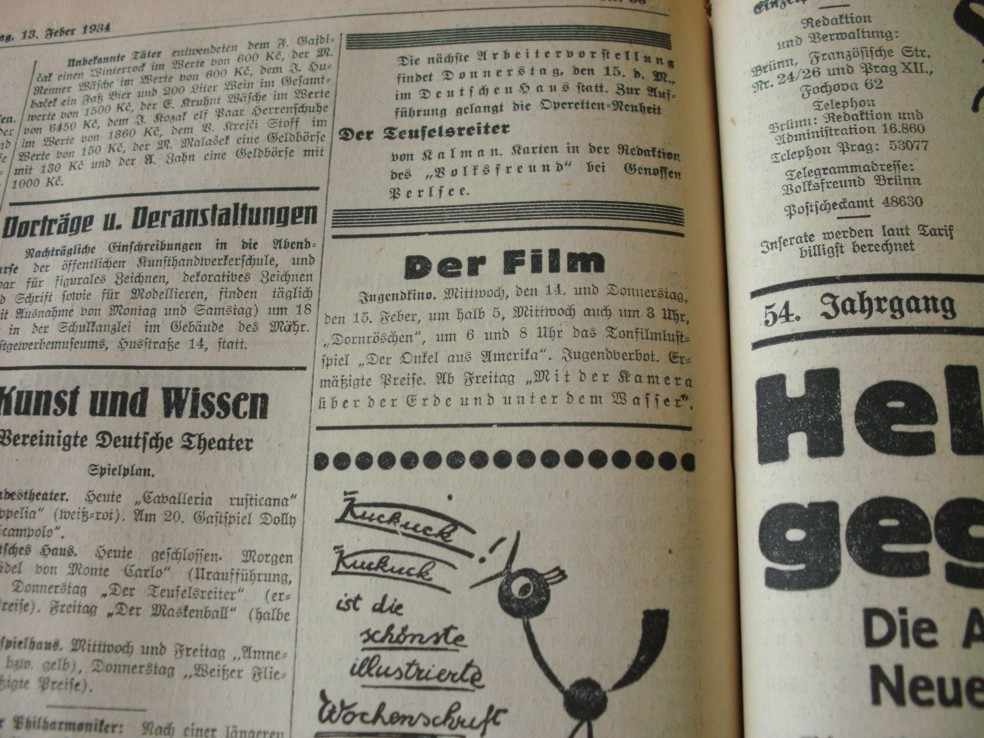 13. Feber 1934
Unbekannte Täter entwendeten dem F. Gajdi-
čak einen Winterrock im Werte von 600 Kč, der M.
Renner Wäsche im Werte von 600 Kč, dem J. Hu-
baček ein Faß Bier und 200 Liter Wein im Gesamt-
werte von 1500 Kč, der E. Kruhnt Wäsche im Werte
von 6450 Kč, dem J. Kozak elf Paar Herrenschuhe
im Werte von 1860 Kč, dem V. Krejči Stoff im
Werte von 150 Kč, der M. Malašek eine Geldbörse
mit 130 Kč und der A. Jahn eine Geldbörse mit
1000 Kč.
Vorträge u. Veranstaltungen
Nachträgliche Einschreibungen in die Abend-
der öffentlichen Kunsthandwerkerschule, und
für figurales Zeichnen, dekoratives Zeichnen
Schrift sowie für Modellieren, finden täglich
Ausnahme von Montag und Samstag) um 18
in der Schulkanzlei im Gebäude des Mähr.
Husstraße 14, statt.
Kunst und Wissen
Vereinigte Deutsche Theater
Spielplan.
Heute „Cavalleria rusticana"
(weiß-rot). Am 20. Gastspiel Dolly
Haus. Heute geschlossen. Morgen
von Monte Carlo" (Uraufführung,
Donnerstag „Der Teufelsreiter" (er-
Freitag „Der Maskenball" (halbe
Mittwoch und Freitag „Amne-
bzw. gelb), Donnerstag „Weißer Flie-
Preise).
Philharmoniker: Nach einer längeren
Die nächste Arbeitervorstellung
findet Donnerstag, den 15. d. M.,
im Deutschen Haus statt. Zur Auf-
führung gelangt die Operetten-Neuheit
Der Teufelsreiter
von Kalman. Karten in der Redaktion
des „Volksfreund" bei Genossen
Perlsee.
Der Film
Jugendkino. Mittwoch, den 14. und Donnerstag,
den 15. Feber, um halb 5, Mittwoch auch um 3 Uhr,
„Dornröschen", um 6 und 8 Uhr das Tonfilmlust-
spiel „Der Onkel aus Amerika". Jugendverbot. Er-
mäßigte Preise. Ab Freitag „Mit der Kamera
über der Erde und unter dem Wasser".
Kuckuck!
Kuckuck
ist die
schönste
illustrierte
Wochenschrift
Redaktion
und Verwaltung:
Brünn, Französische Str.
Nr. 24/26 und Prag XII.,
Fochova 62
Telephon
Brünn: Redaktion und
Administration 16.860
Telephon Prag: 53077
Telegrammadresse:
Volksfreund Brünn
Postscheckamt 48630
Inserate werden laut Tarif
billigst berechnet
54. Jahrgang
Hel
geg
Die A
Neue